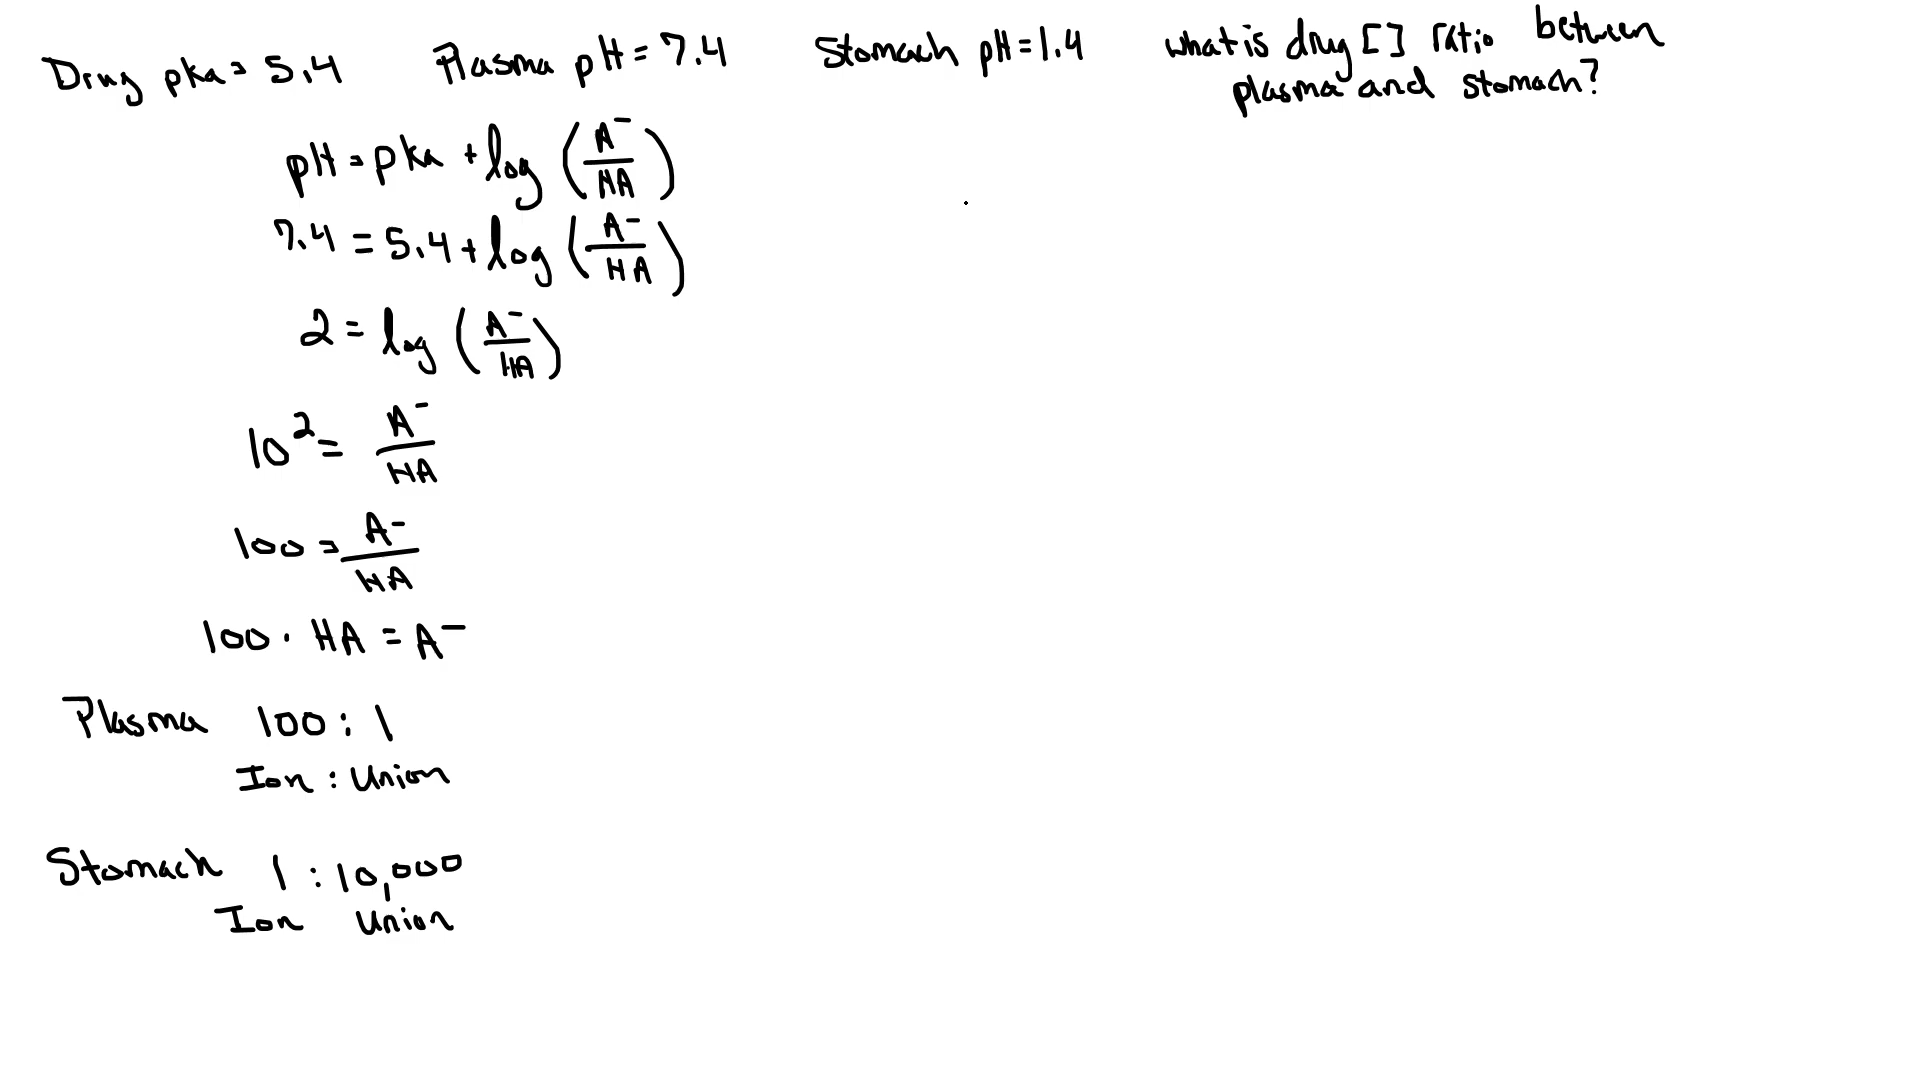 Drug pka = 5.4 Plasma pH = 7.4 Stomach pH = 1.4 what is drug [] ratio between
plasma and stomach?
pH = pka + log (A⁻/HA)
7.4 = 5.4 + log (A⁻/HA)
2 = log (A⁻/HA)
10² = A⁻/HA
100 = A⁻/HA
100 · HA = A⁻
Plasma 100 : 1
Ion : Union
Stomach 1 : 10,000
Ion Union